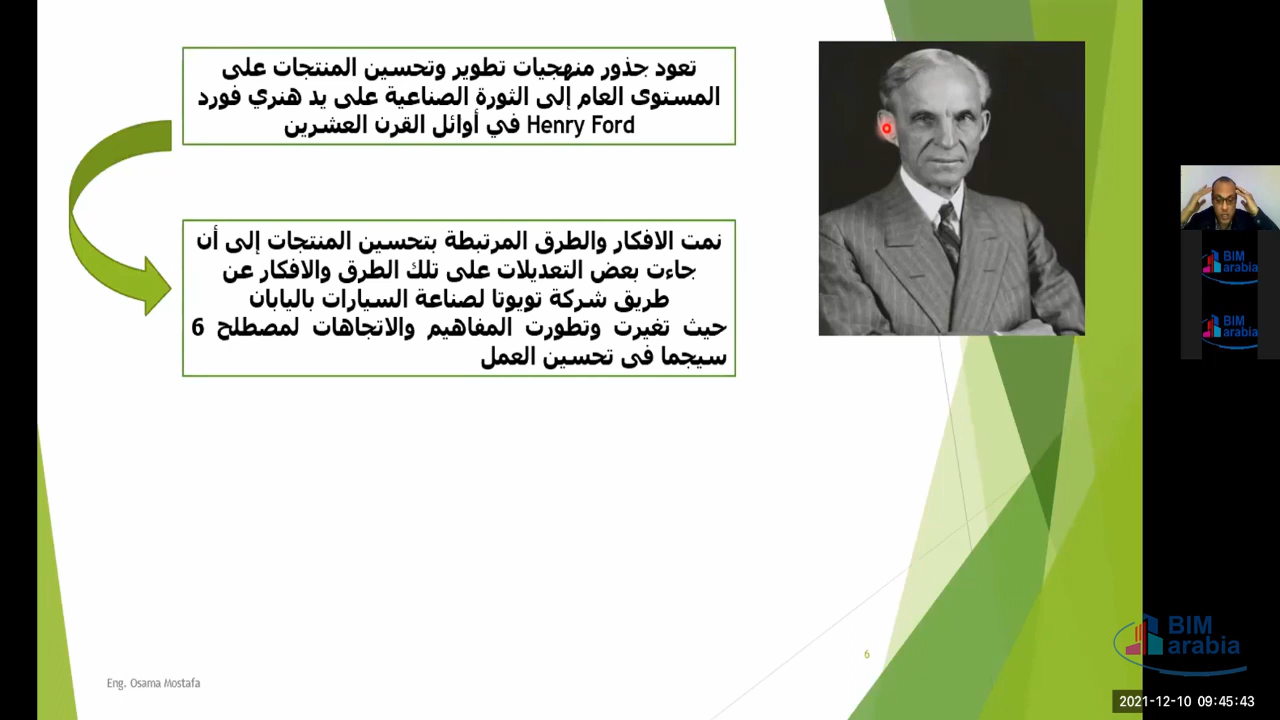 تعود جذور منهجيات تطوير وتحسين المنتجات على
المستوى العام إلى الثورة الصناعية على يد هنري فورد
Henry Ford في أوائل القرن العشرين
نمت الافكار والطرق المرتبطة بتحسين المنتجات إلى أن
جاءت بعض التعديلات على تلك الطرق والافكار عن
طريق شركة تويوتا لصناعة السيارات باليابان
حيث تغيرت وتطورت المفاهيم والاتجاهات لمصطلح 6
سيجما فى تحسين العمل
BIM
arabia
BIM
arabia
6
Eng. Osama Mostafa
BIM
arabia
2021-12-10 09:45:43